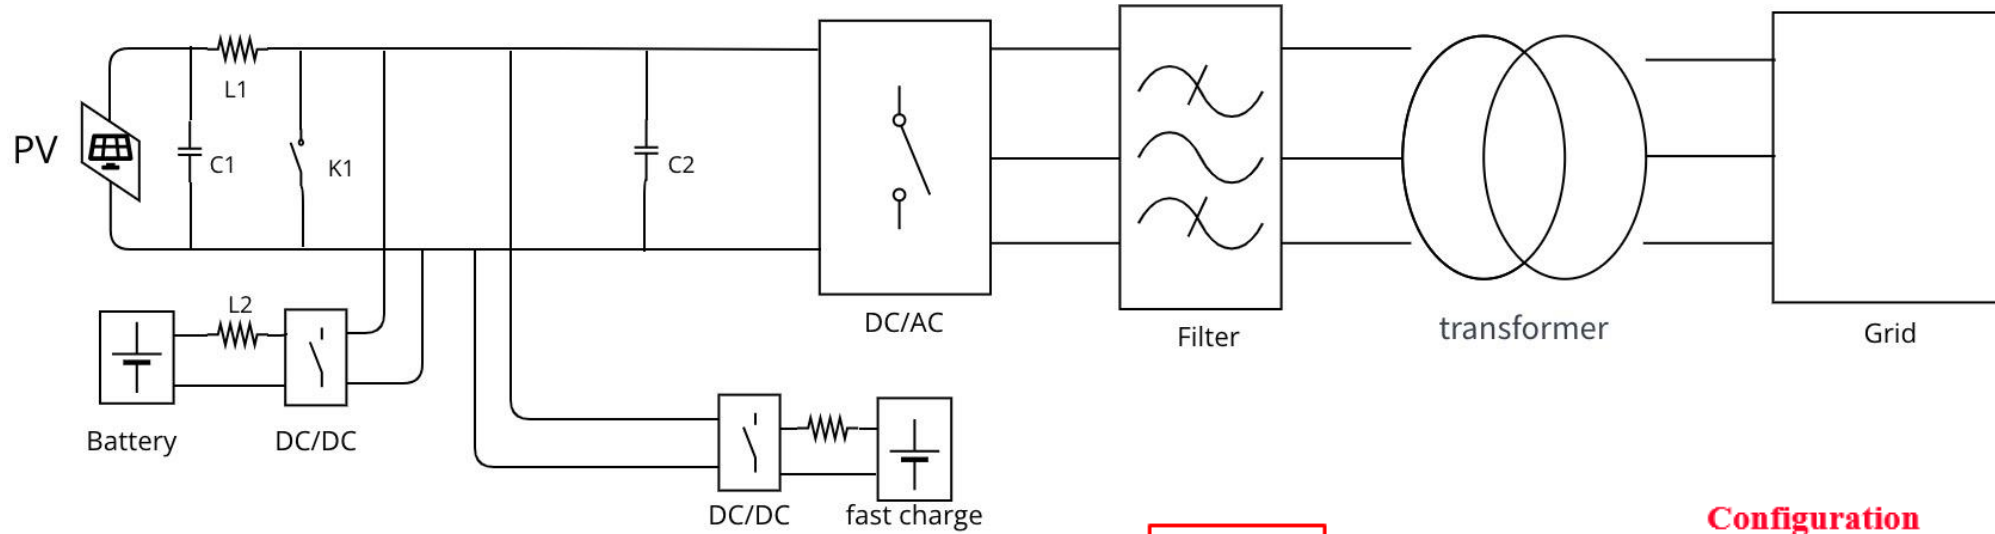 L1
PV
C1
K1
C2
L2
DC/AC
Filter
transformer
Grid
Battery
DC/DC
DC/DC
fast charge
Configuration